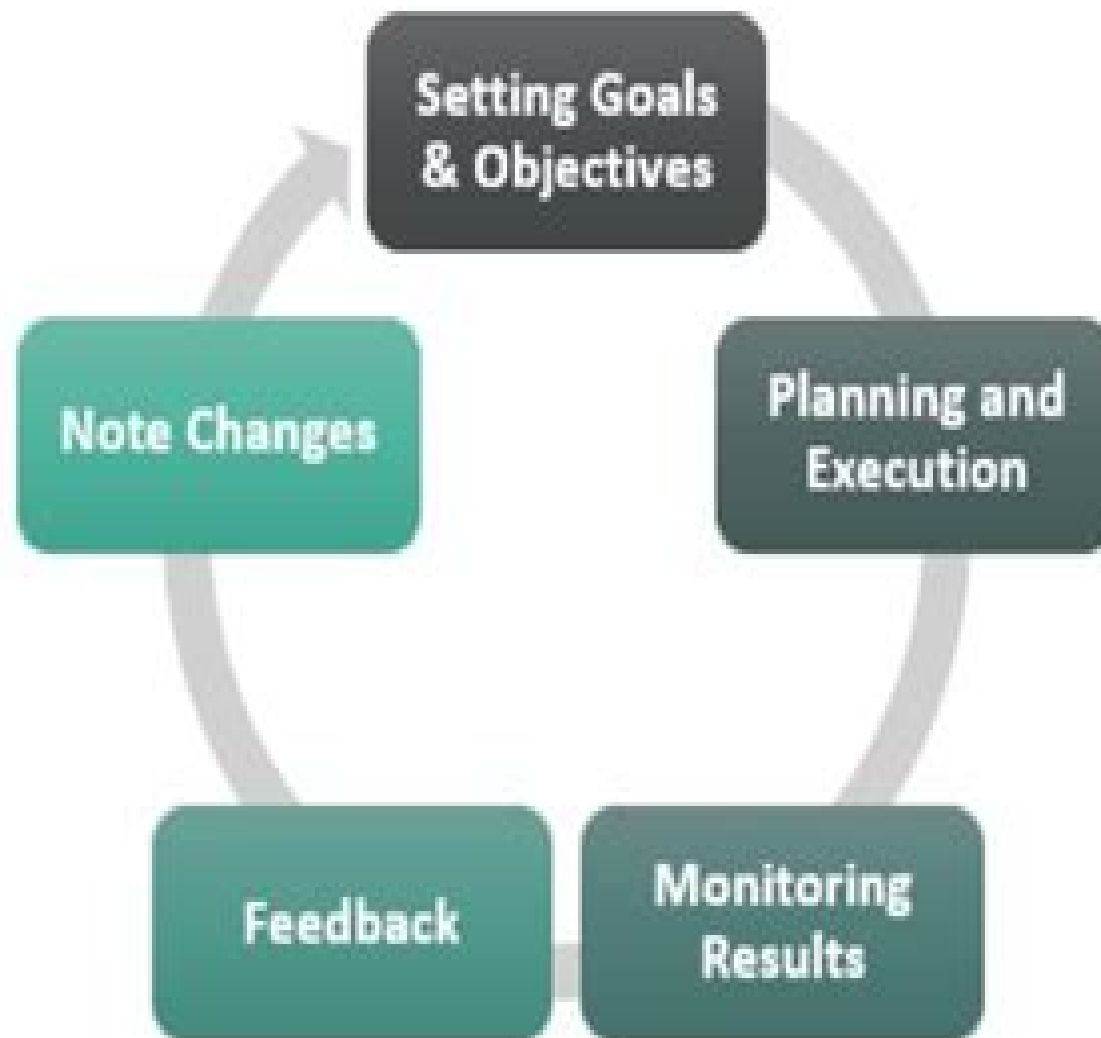 Setting Goals
& Objectives
Planning and
Execution
Monitoring
Results
Feedback
Note Changes